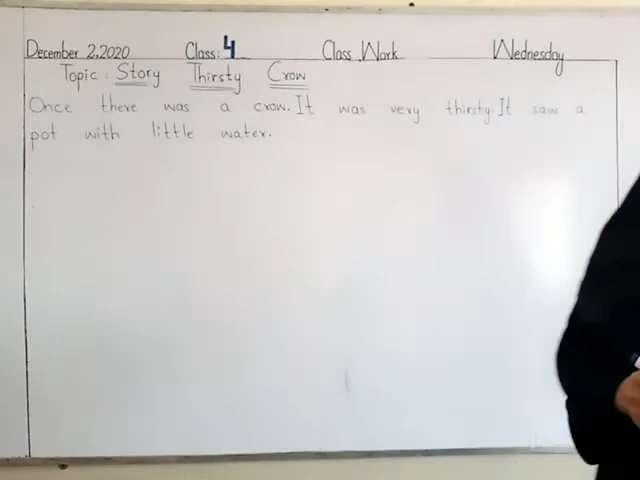 December 2,2020 Class: 4 Class Work Wednesday
Topic: Story Thirsty Crow
Once there was a crow. It was very thirsty. It saw a
pot with little water.